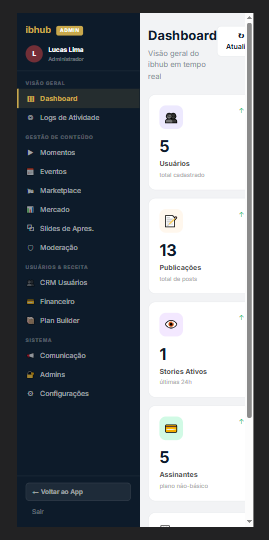 ibhub ADMIN
L
Lucas Lima
Administrador
VISÃO GERAL
Dashboard
Logs de Atividade
GESTÃO DE CONTEÚDO
Momentos
Eventos
Marketplace
Mercado
Slides de Apres.
Moderação
USUÁRIOS & RECEITA
CRM Usuários
Financeiro
Plan Builder
SISTEMA
Comunicação
Admins
Configurações
← Voltar ao App
Sair
Dashboard
Visão geral do
ibhub em tempo
real
↻
Atuali
↑
5
Usuários
total cadastrado
↑
13
Publicações
total de posts
↑
1
Stories Ativos
últimas 24h
↑
5
Assinantes
plano não-básico